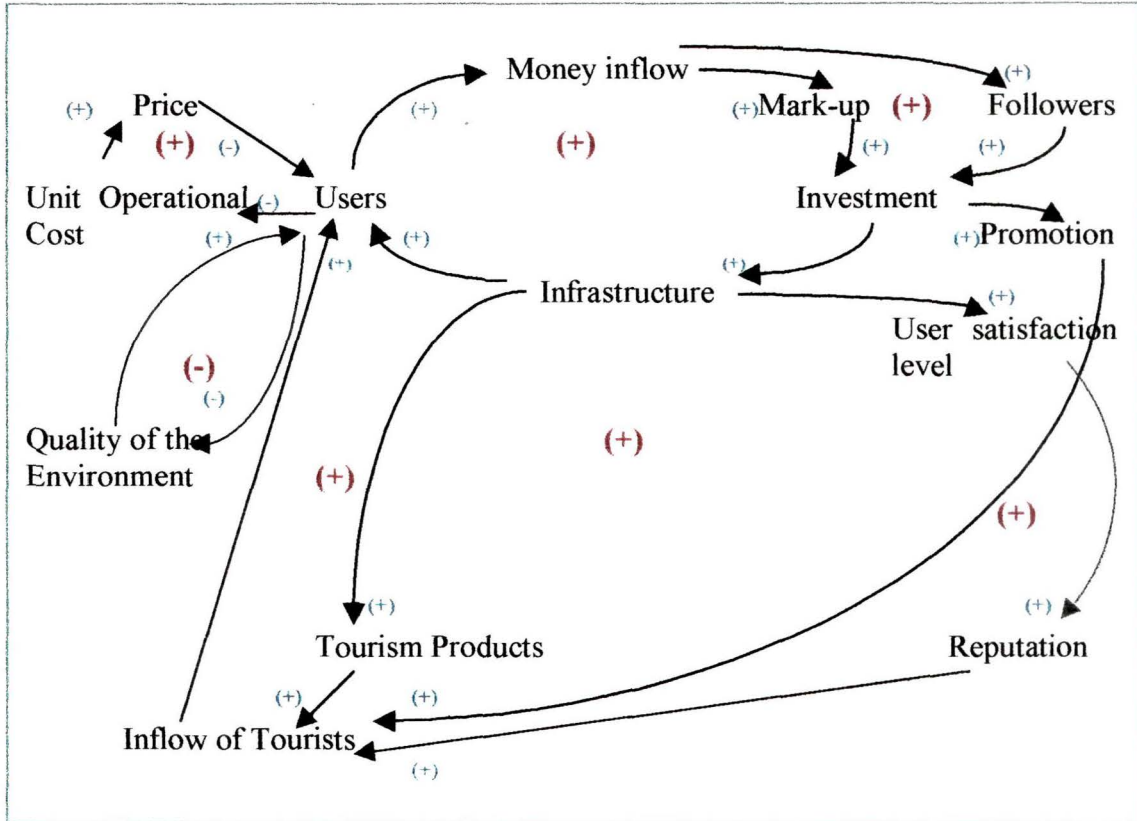 Money inflow
(+)
(+) Price (+) (+) Mark-up (+) Followers
(+) (-) (+) (+) (+)
Unit Operational (-) Users Investment
Cost
(+) (+) (+) Promotion
(+) (+)
Infrastructure (+)
User satisfaction
level
(-)
(-)
Quality of the (+)
Environment (+)
(+)
(+) (+)
Tourism Products Reputation
(+) (+)
Inflow of Tourists
(+)